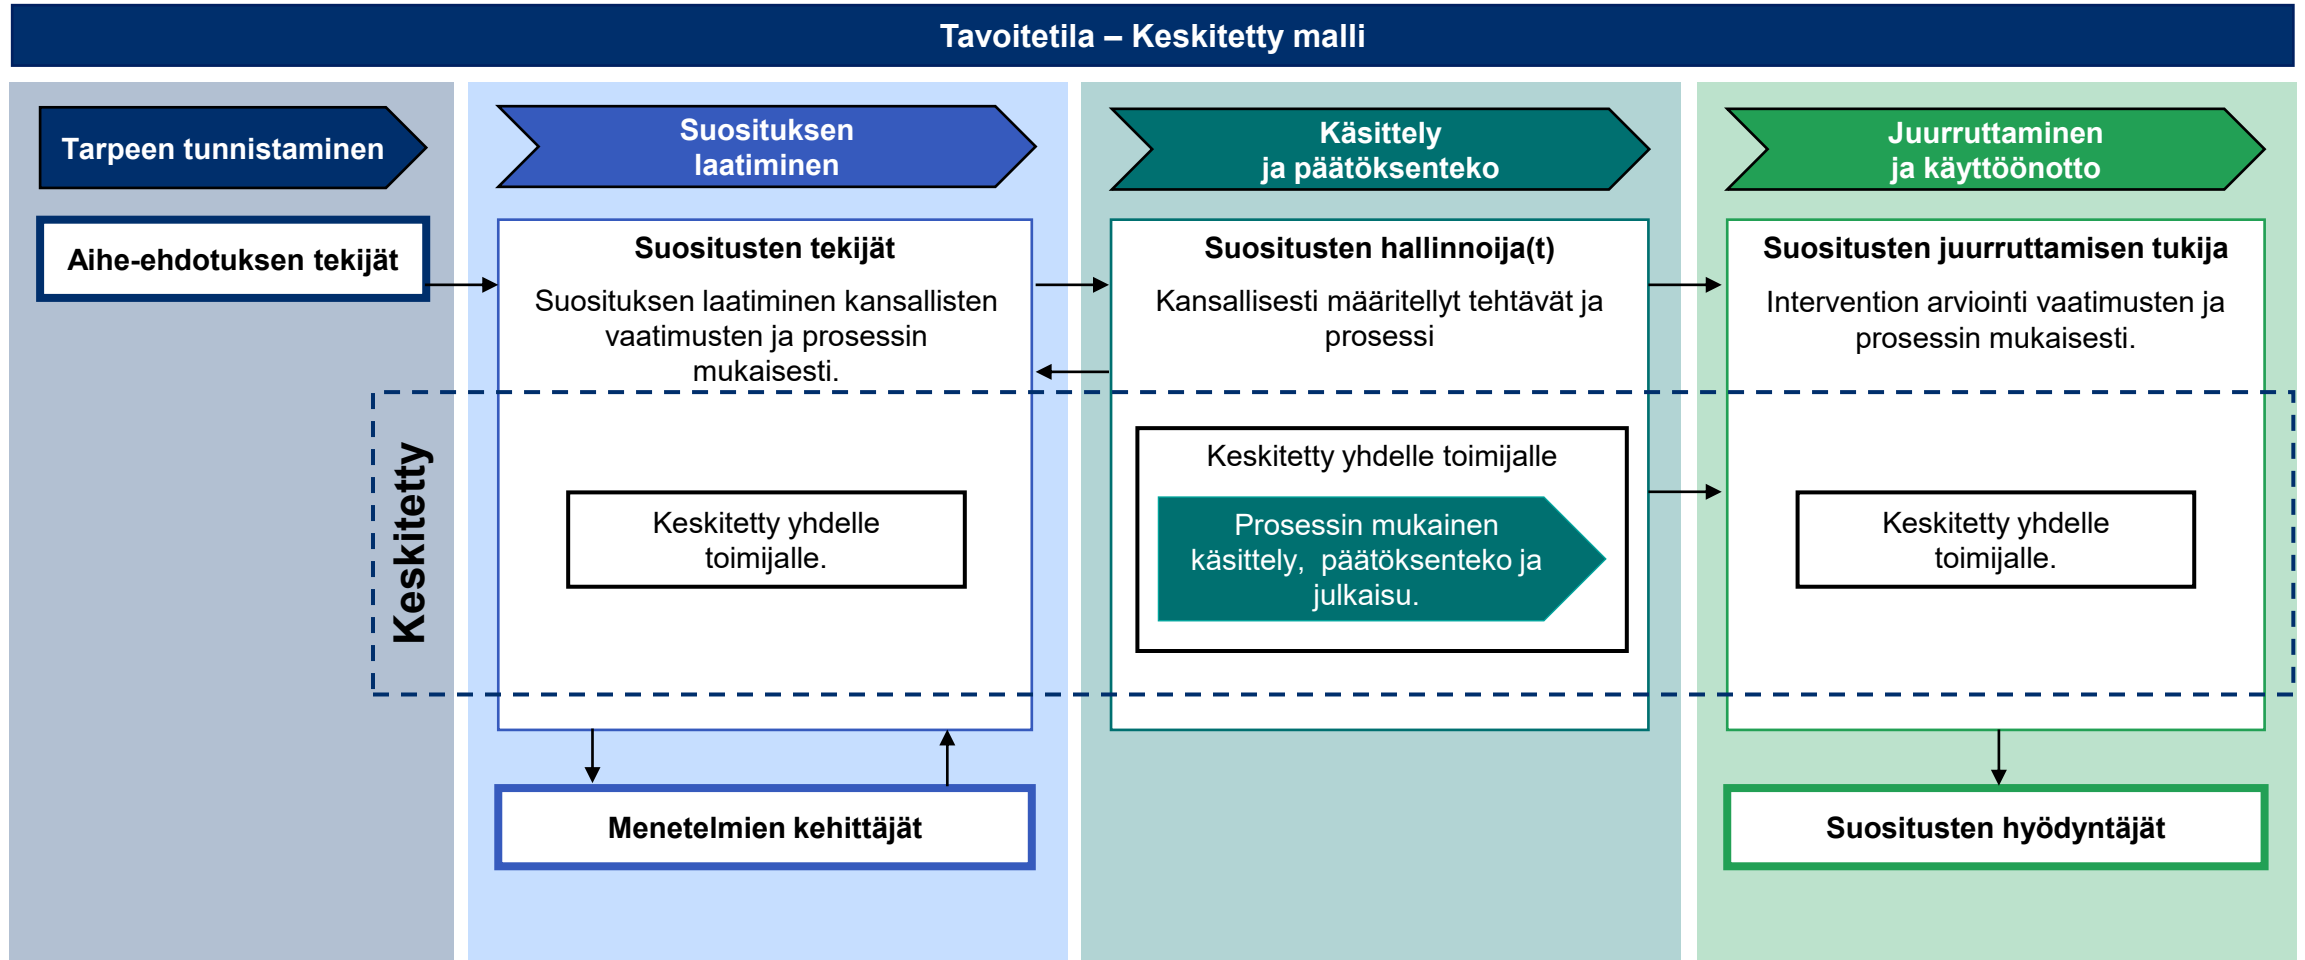 Tavoitetila – Keskitetty malli
Tarpeen tunnistaminen
Aihe-ehdotuksen tekijät
Suosituksen
laatiminen
Suositusten tekijät
Suosituksen laatiminen kansallisten
vaatimusten ja prosessin
mukaisesti.
Käsittely
ja päätöksenteko
Suositusten hallinnoija(t)
Kansallisesti määritellyt tehtävät ja
prosessi
Juurruttaminen
ja käyttöönotto
Suositusten juurruttamisen tukija
Intervention arviointi vaatimusten ja
prosessin mukaisesti.
Keskitetty
Keskitetty yhdelle
toimijalle.
Keskitetty yhdelle toimijalle
Prosessin mukainen
käsittely,  päätöksenteko ja
julkaisu.
Keskitetty yhdelle
toimijalle.
Menetelmien kehittäjät
Suositusten hyödyntäjät